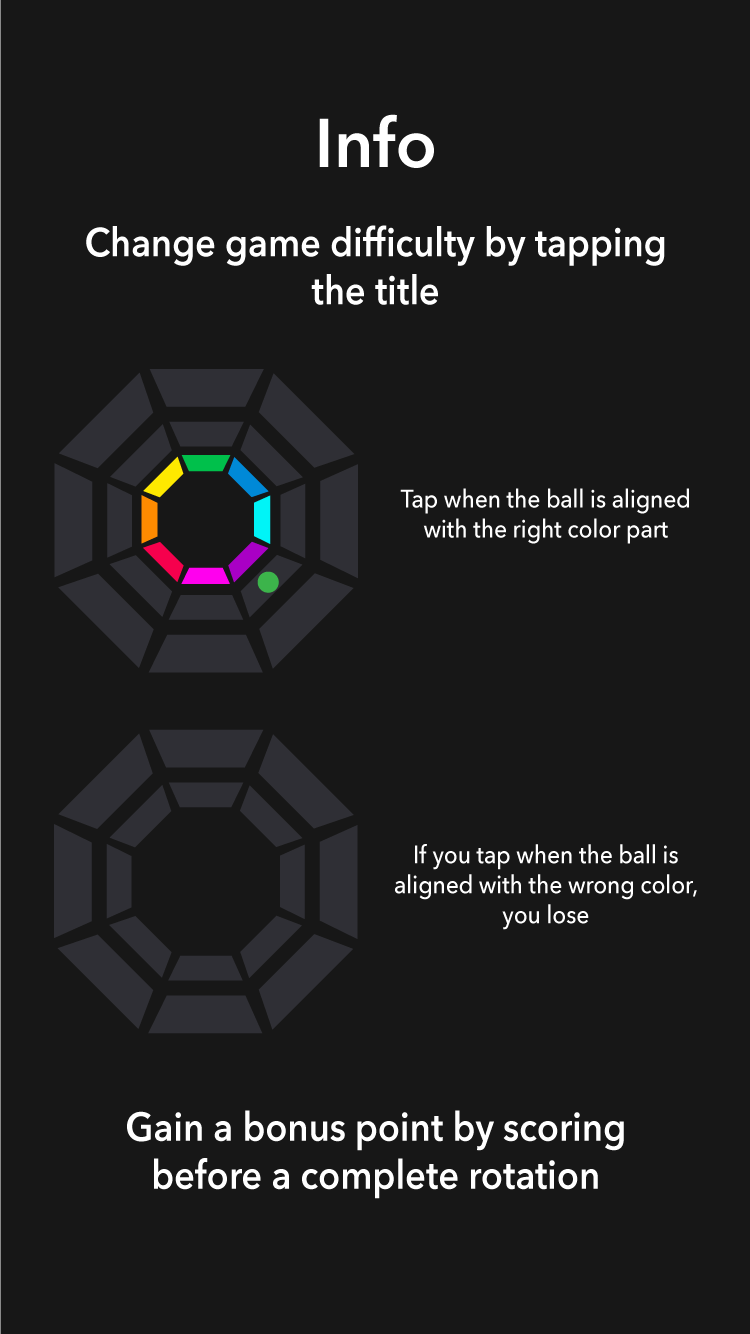 Info
Change game difficulty by tapping
the title
Tap when the ball is aligned
with the right color part
If you tap when the ball is
aligned with the wrong color,
you lose
Gain a bonus point by scoring
before a complete rotation